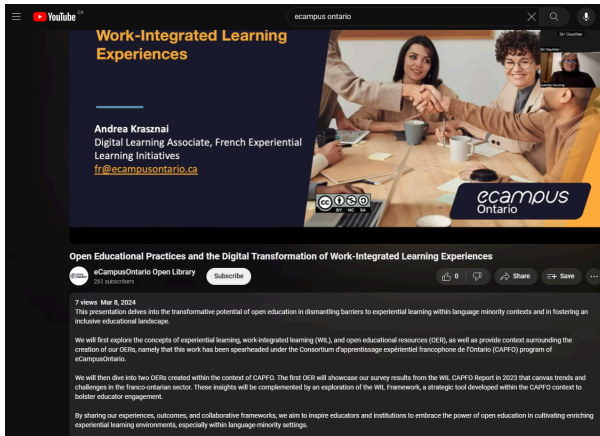 YouTube CA
ecampus ontario
Work-Integrated Learning
Experiences
Siri Gauthier
Siri Gauthier
Andrea Krasznai
Digital Learning Associate, French Experiential
Learning Initiatives
fr@ecampusontario.ca
CC
BY NC SA
ecampus
Ontario
Open Educational Practices and the Digital Transformation of Work-Integrated Learning Experiences
eCampusOntario Open Library
261 subscribers
Subscribe
0
Share
Save
7 views Mar 8, 2024
This presentation delves into the transformative potential of open education in dismantling barriers to experiential learning within language minority contexts and in fostering an
inclusive educational landscape.
We will first explore the concepts of experiential learning, work-integrated learning (WIL), and open educational resources (OER), as well as provide context surrounding the
creation of our OERs, namely that this work has been spearheaded under the Consortium d'apprentissage expérientiel francophone de l'Ontario (CAPFO) program of
eCampusOntario.
We will then dive into two OERs created within the context of CAPFO. The first OER will showcase our survey results from the WIL CAPFO Report in 2023 that canvas trends and
challenges in the franco-ontarian sector. These insights will be complemented by an exploration of the WIL Framework, a strategic tool developed within the CAPFO context to
bolster educator engagement.
By sharing our experiences, outcomes, and collaborative frameworks, we aim to inspire educators and institutions to embrace the power of open education in cultivating enriching
experiential learning environments, especially within language-minority settings.